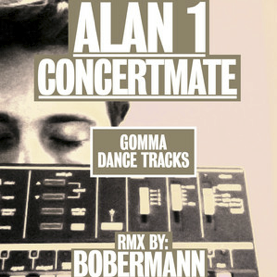 ALAN 1
CONCERTMATE
GOMMA
DANCE TRACKS
RMX BY:
BOBERMANN